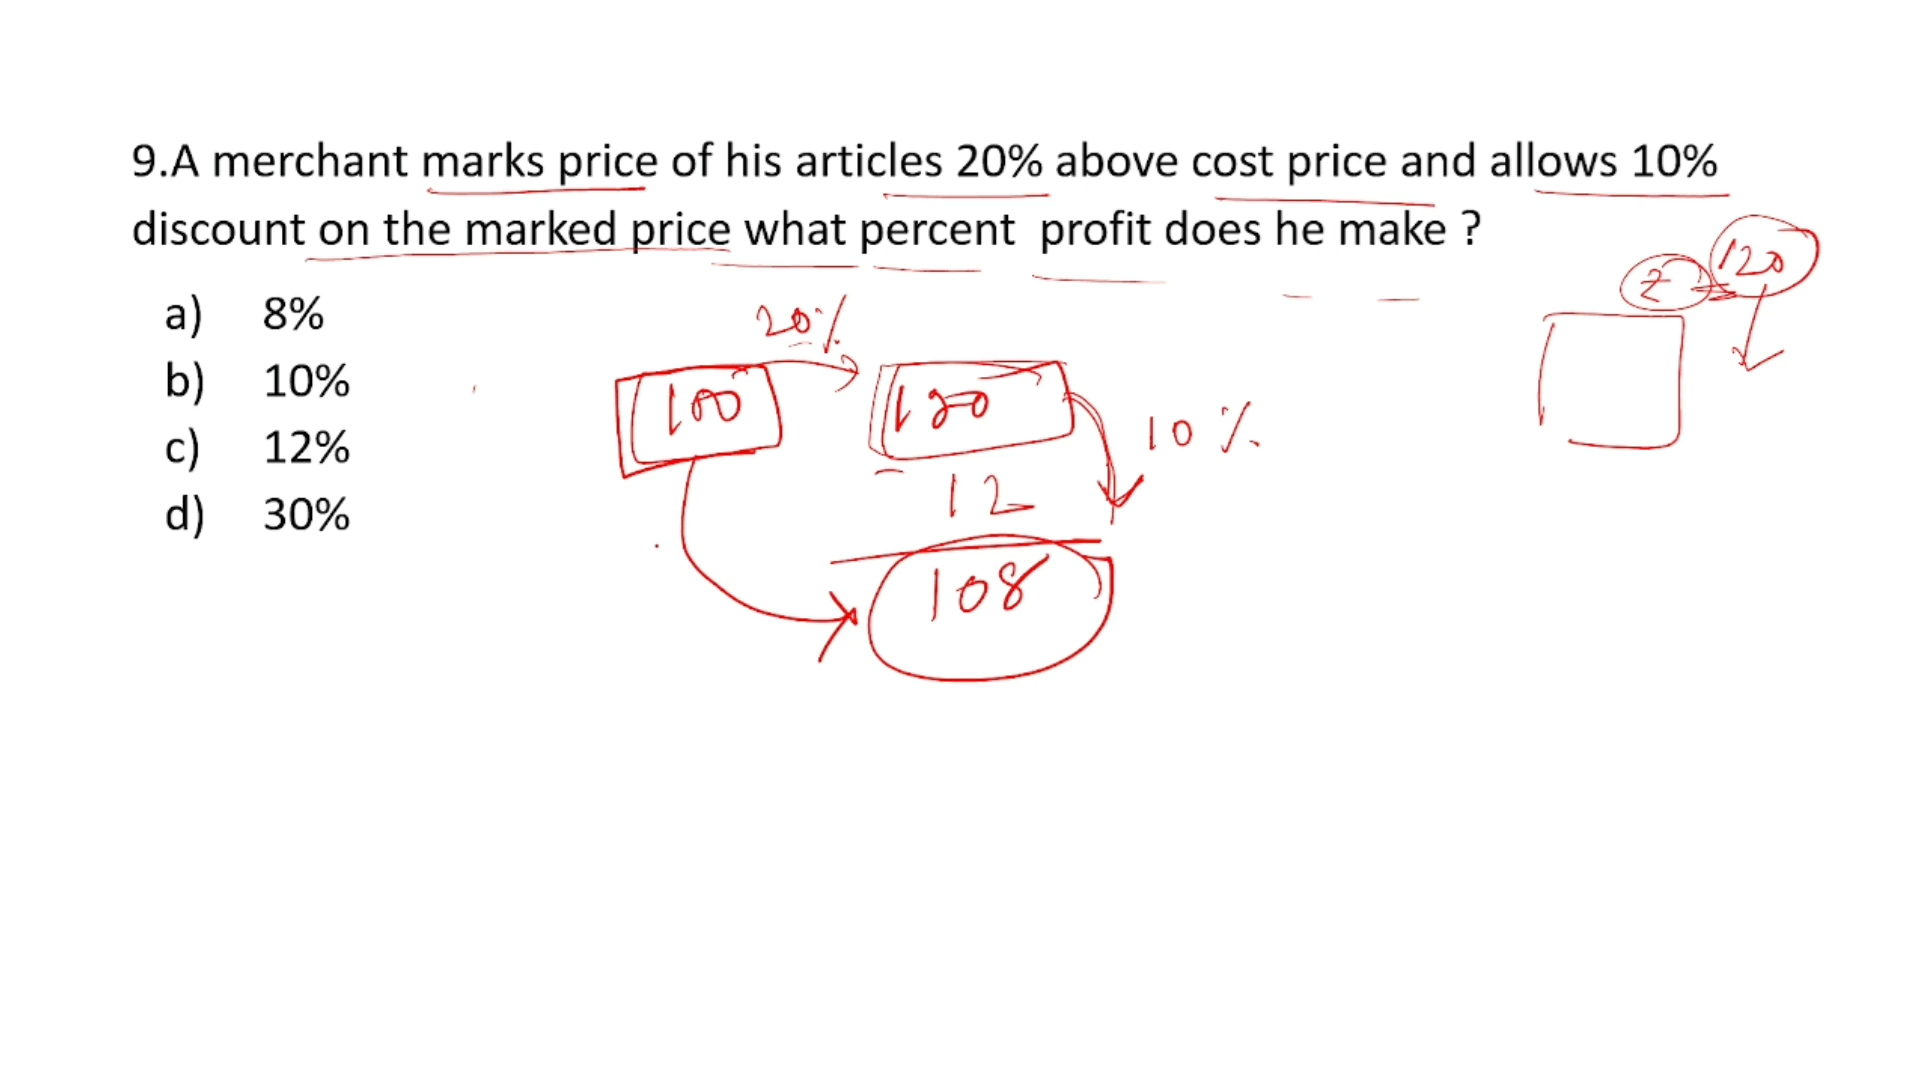 9.A merchant marks price of his articles 20% above cost price and allows 10%
discount on the marked price what percent profit does he make ?
a) 8%
b) 10%
c) 12%
d) 30%
20%
100
120
10%
12
108
120